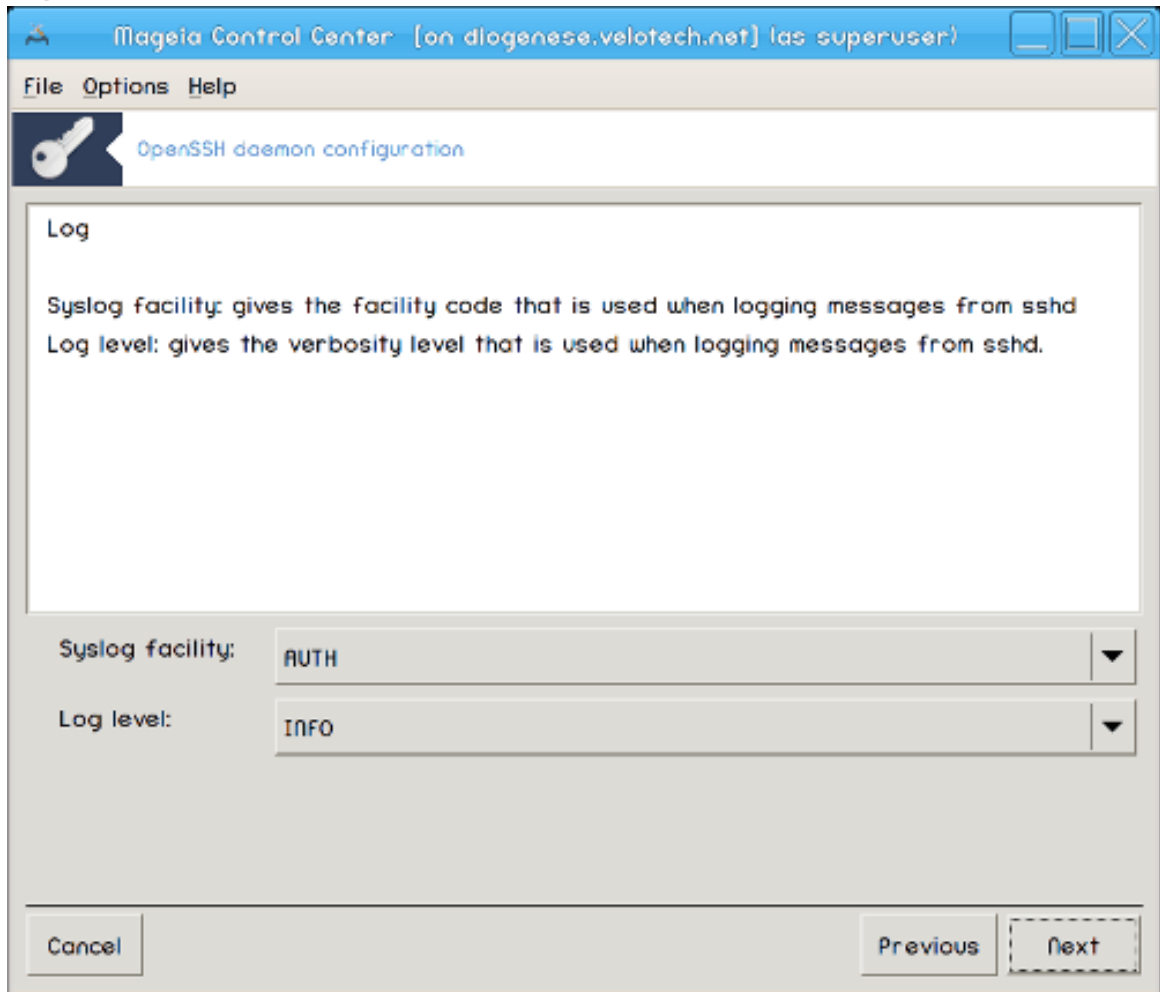 Mageia Control Center [on diogenese.velotech.net] (as superuser)
File Options Help
OpenSSH daemon configuration
Log
Syslog facility: gives the facility code that is used when logging messages from sshd
Log level: gives the verbosity level that is used when logging messages from sshd.
Syslog facility: AUTH
Log level: INFO
Cancel Previous Next